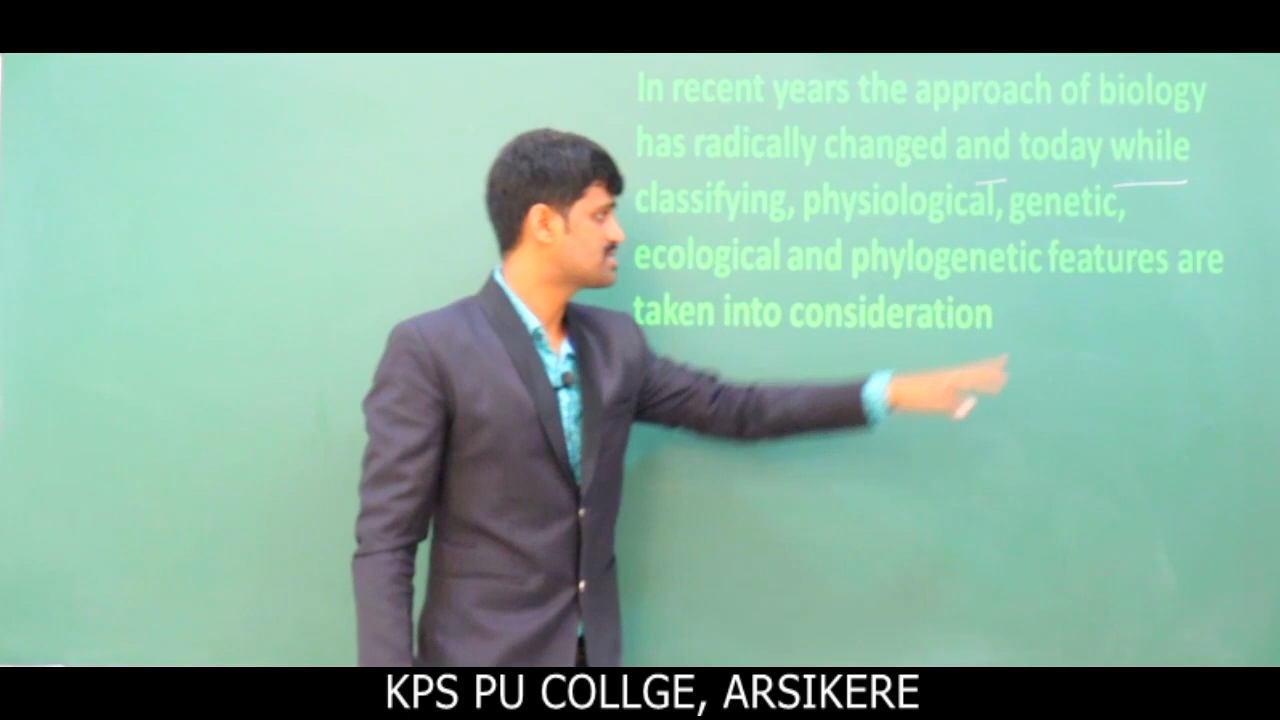 In recent years the approach of biology
has radically changed and today while
classifying, physiological, genetic,
ecological and phylogenetic features are
taken into consideration
KPS PU COLLGE, ARSIKERE